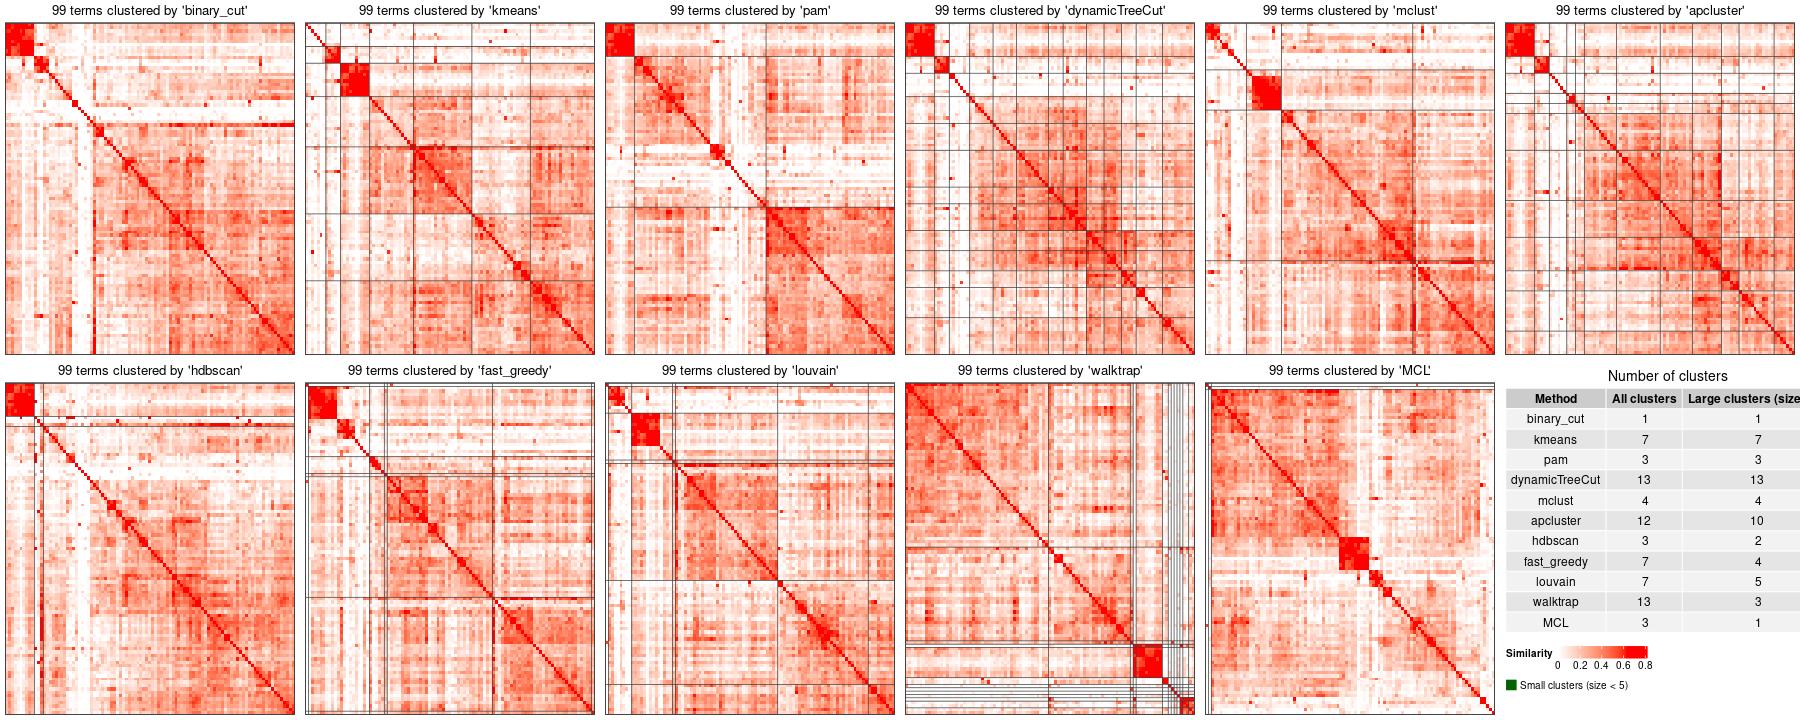 99 terms clustered by 'binary_cut'
99 terms clustered by 'kmeans'
99 terms clustered by 'pam'
99 terms clustered by 'dynamicTreeCut'
99 terms clustered by 'mclust'
99 terms clustered by 'apcluster'
99 terms clustered by 'hdbscan'
99 terms clustered by 'fast_greedy'
99 terms clustered by 'louvain'
99 terms clustered by 'walktrap'
99 terms clustered by 'MCL'
Number of clusters
Method All clusters Large clusters (size
binary_cut 1 1
kmeans 7 7
pam 3 3
dynamicTreeCut 13 13
mclust 4 4
apcluster 12 10
hdbscan 3 2
fast_greedy 7 4
louvain 7 5
walktrap 13 3
MCL 3 1
Similarity
0 0.2 0.4 0.6 0.8
Small clusters (size < 5)